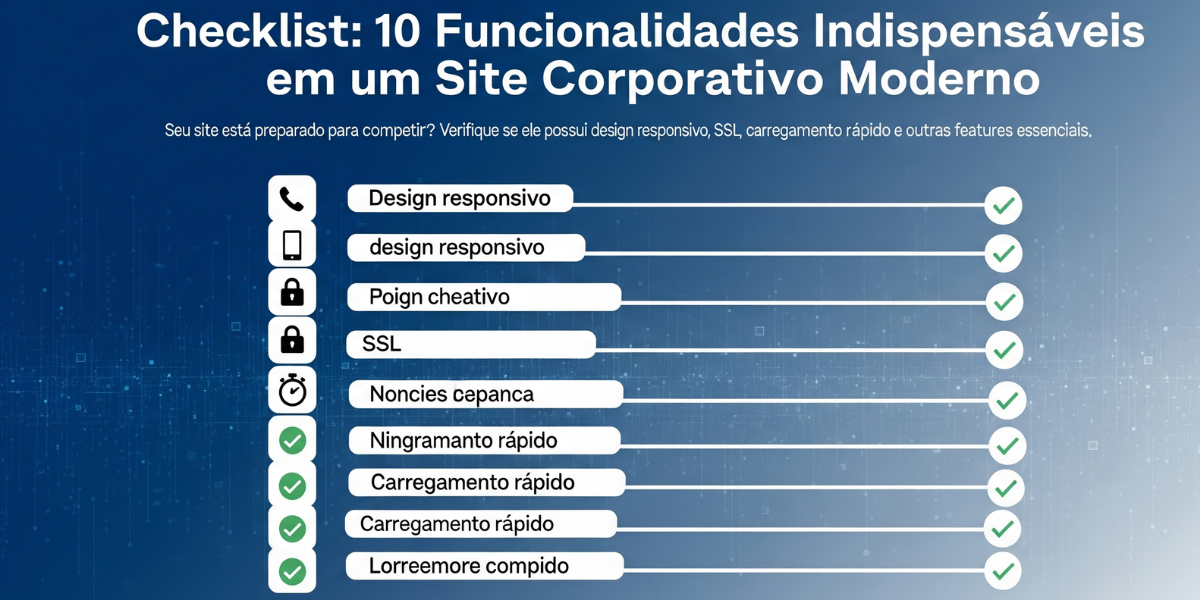 Checklist: 10 Funcionalidades Indispensáveis
em um Site Corporativo Moderno
Seu site está preparado para competir? Verifique se ele possui design responsivo, SSL, carregamento rápido e outras features essenciais.
Design responsivo
design responsivo
Poign cheativo
SSL
Noncies cepanca
Ningramanto rápido
Carregamento rápido
Carregamento rápido
Lorreemore compido